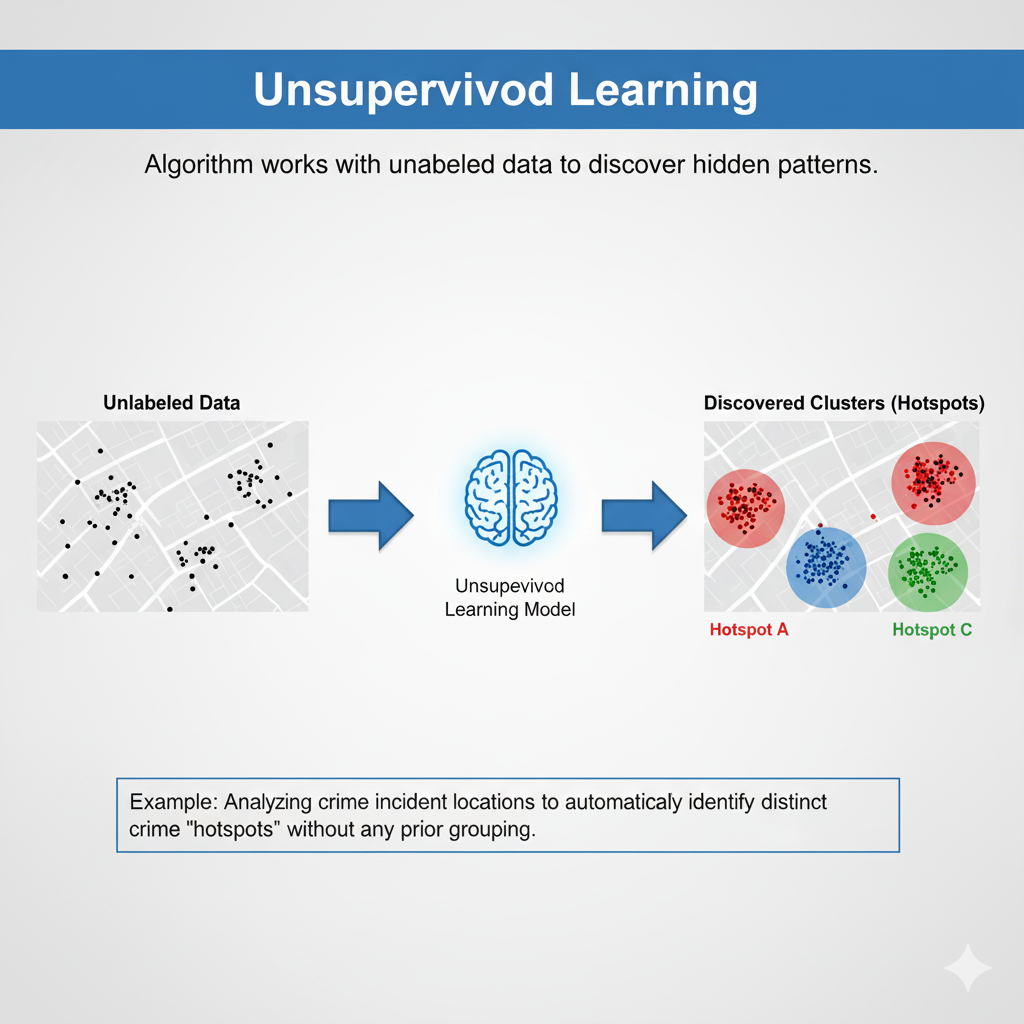 Unsupervivod Learning
Algorithm works with unabeled data to discover hidden patterns.
Unlabeled Data
Discovered Clusters (Hotspots)
Unsupevivod
Learning Model
Hotspot A
Hotspot C
Example: Analyzing crime incident locations to automaticaly identify distinct
crime "hotspots" without any prior grouping.